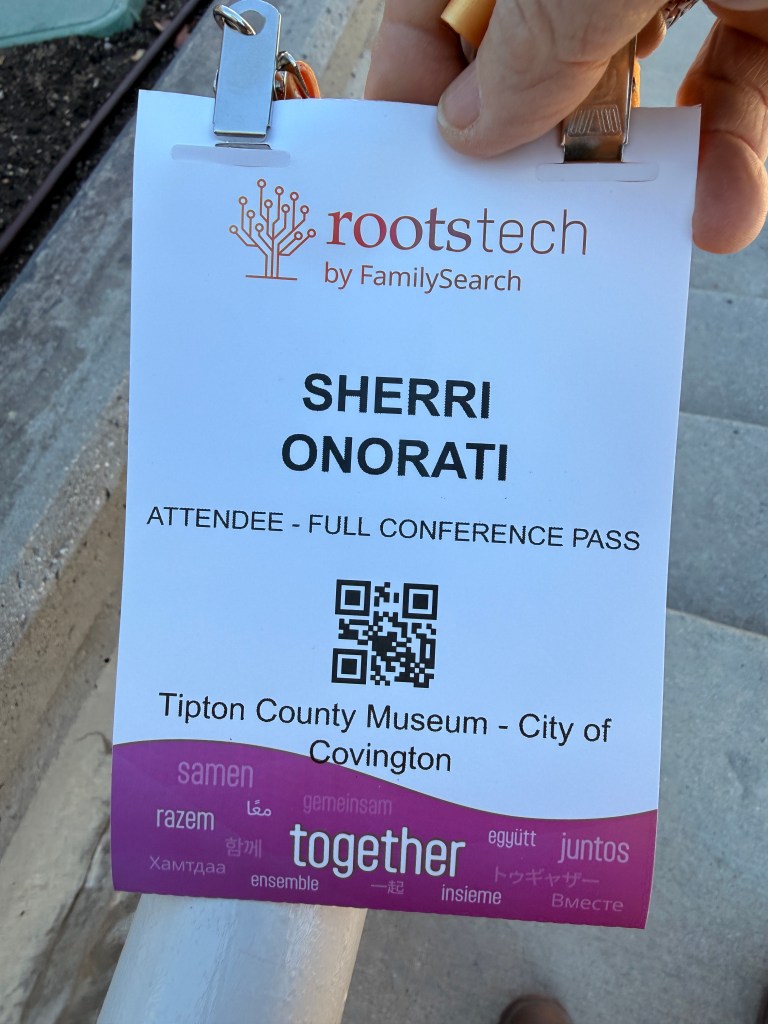 rootstech
by FamilySearch
SHERRI
ONORATI
ATTENDEE - FULL CONFERENCE PASS
Tipton County Museum - City of
Covington
samen
معًا
gemeinsam
razem
együtt
juntos
함께
together
Хамтдаа
トゥギャザー
ensemble
一起
insieme
Вместе